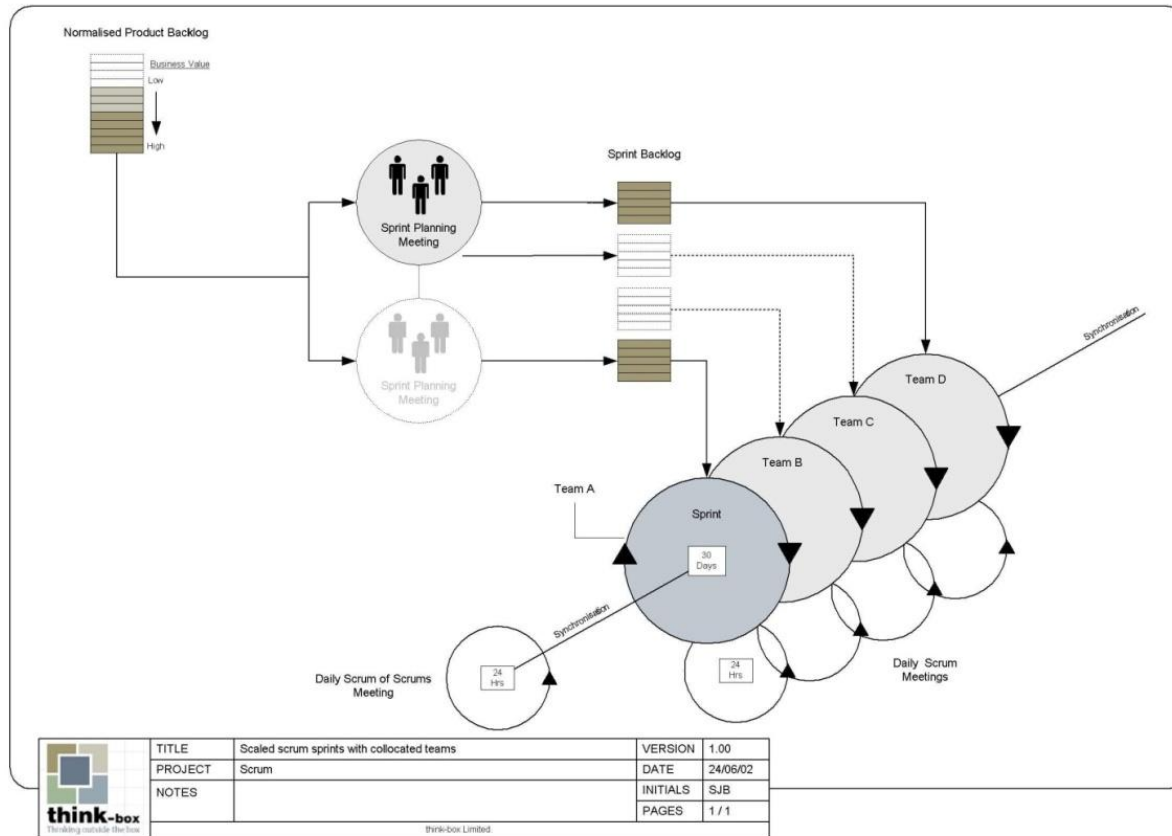 Normalised Product Backlog
Business Value
Low
High
Sprint Planning
Meeting
Sprint Planning
Meeting
Sprint Backlog
Synchronisation
Team D
Team C
Team B
Team A
Sprint
30
Days
Synchronisation
Daily Scrum of Scrums
Meeting
24
Hrs
24
Hrs
Daily Scrum
Meetings
think-box
Thinking outside the box
TITLE
Scaled scrum sprints with collocated teams
VERSION
1.00
PROJECT
Scrum
DATE
24/06/02
NOTES
INITIALS
SJB
PAGES
1 / 1
think-box Limited